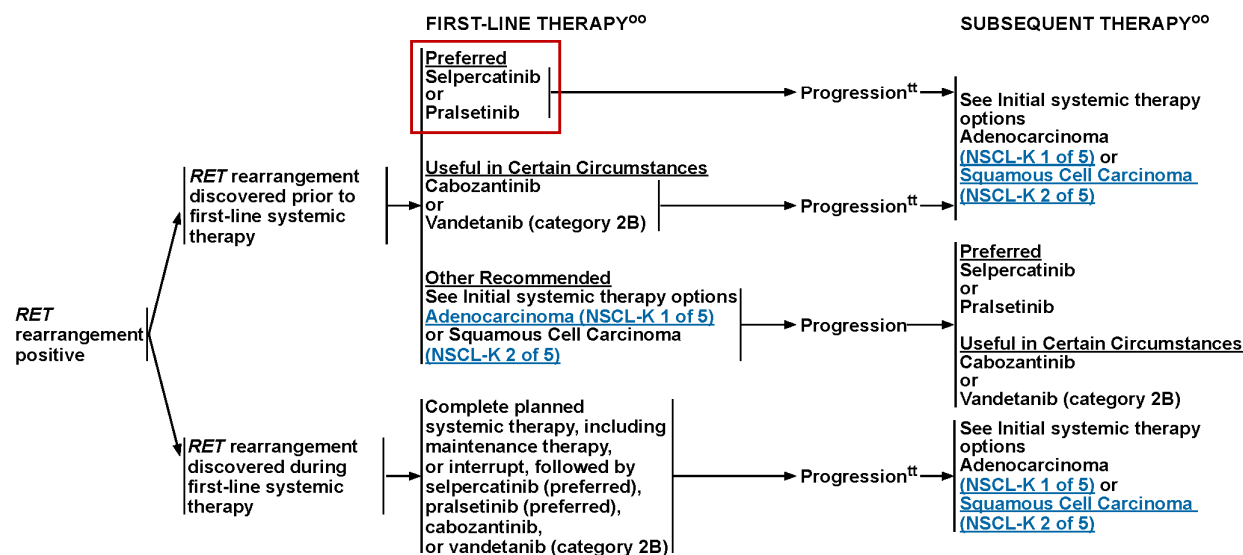 FIRST-LINE THERAPYᵒᵒ
SUBSEQUENT THERAPYᵒᵒ
RET
rearrangement
positive
RET rearrangement
discovered prior to
first-line systemic
therapy
Preferred
Selpercatinib
or
Pralsetinib
Progressionᵗᵗ
Useful in Certain Circumstances
Cabozantinib
or
Vandetanib (category 2B)
Progressionᵗᵗ
See Initial systemic therapy
options
Adenocarcinoma
(NSCL-K 1 of 5) or
Squamous Cell Carcinoma
(NSCL-K 2 of 5)
Other Recommended
See Initial systemic therapy options
Adenocarcinoma (NSCL-K 1 of 5)
or Squamous Cell Carcinoma
(NSCL-K 2 of 5)
Progression
Preferred
Selpercatinib
or
Pralsetinib
Useful in Certain Circumstances
Cabozantinib
or
Vandetanib (category 2B)
RET rearrangement
discovered during
first-line systemic
therapy
Complete planned
systemic therapy, including
maintenance therapy,
or interrupt, followed by
selpercatinib (preferred),
pralsetinib (preferred),
cabozantinib,
or vandetanib (category 2B)
Progressionᵗᵗ
See Initial systemic therapy
options
Adenocarcinoma
(NSCL-K 1 of 5) or
Squamous Cell Carcinoma
(NSCL-K 2 of 5)